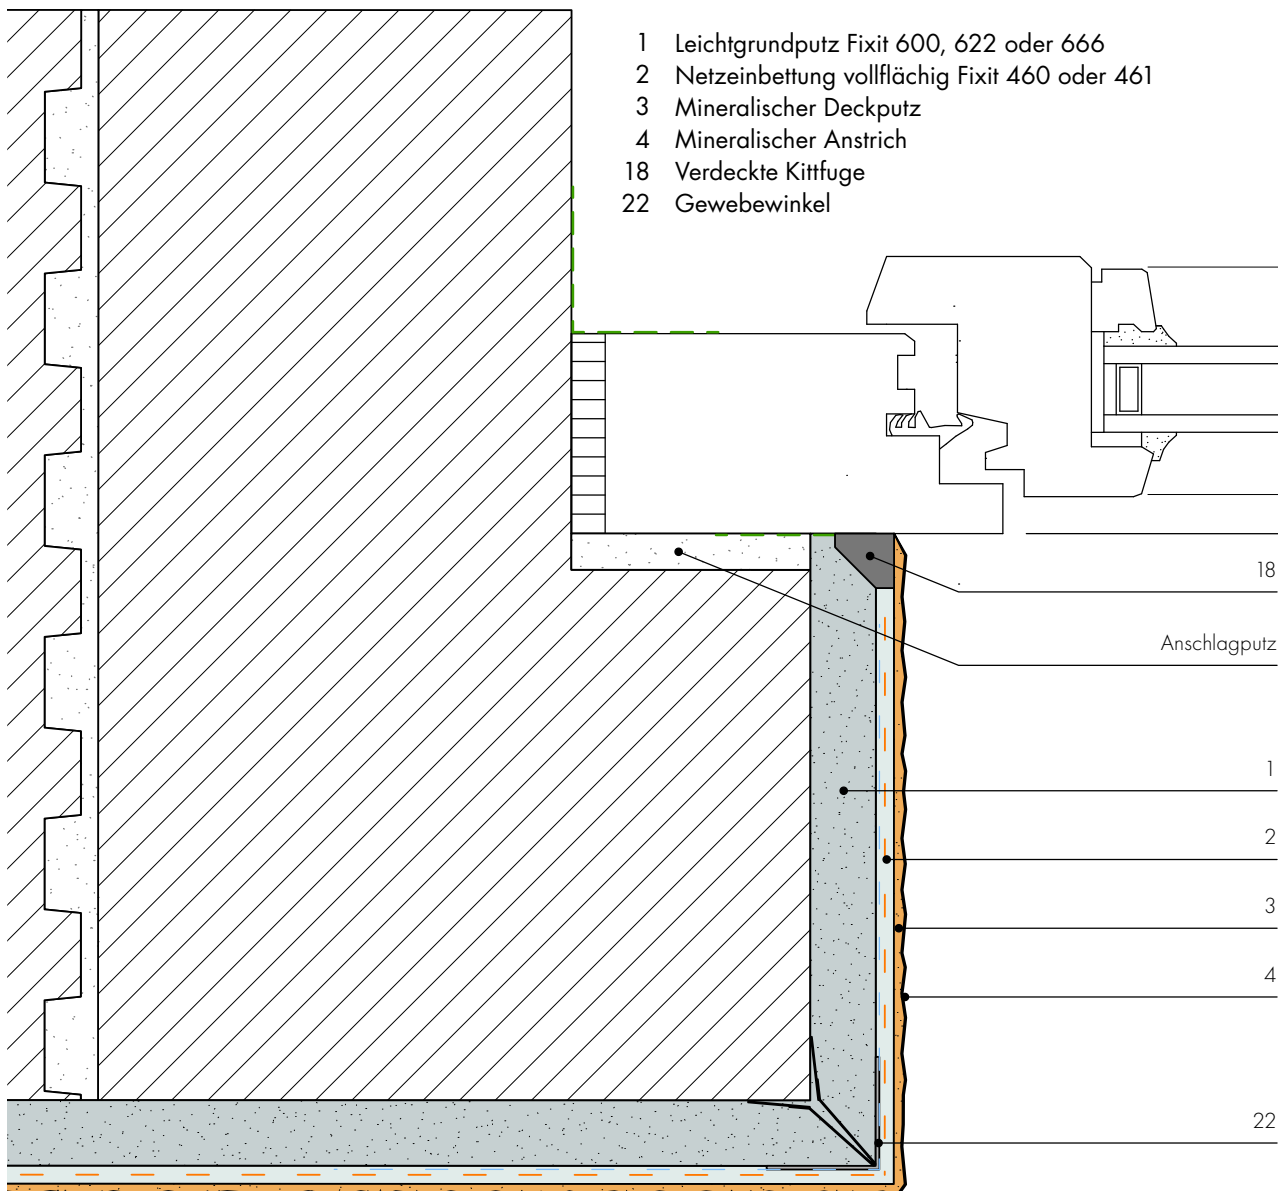 1 Leichtgrundputz Fixit 600, 622 oder 666
2 Netzeinbettung vollflächig Fixit 460 oder 461
3 Mineralischer Deckputz
4 Mineralischer Anstrich
18 Verdeckte Kittfuge
22 Gewebewinkel
18
Anschlagputz
1
2
3
4
22